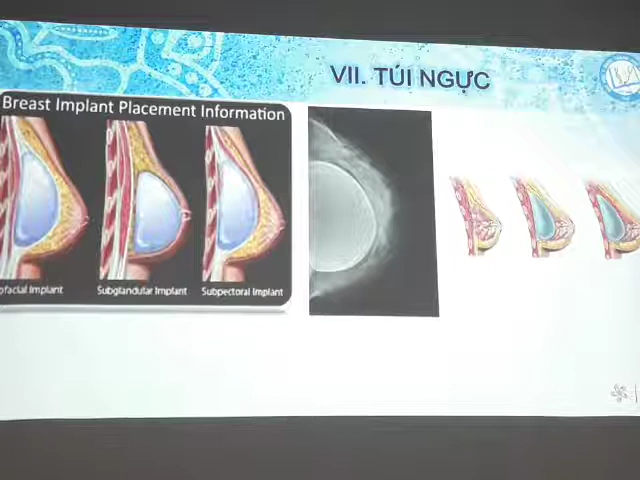 VII. TÚI NGỰC
Breast Implant Placement Information
ofacial Implant
Subglandular Implant
Subpectoral Implant